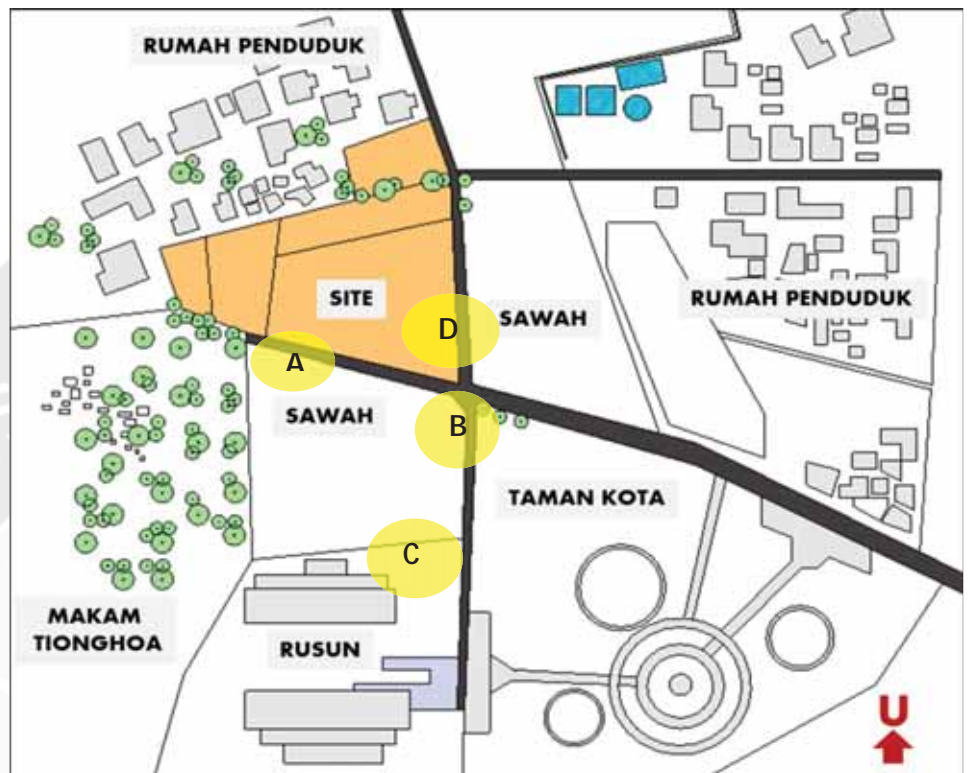 RUMAH PENDUDUK
SITE
D
SAWAH
RUMAH PENDUDUK
A
SAWAH
B
TAMAN KOTA
C
MAKAM
TIONGHOA
RUSUN
U